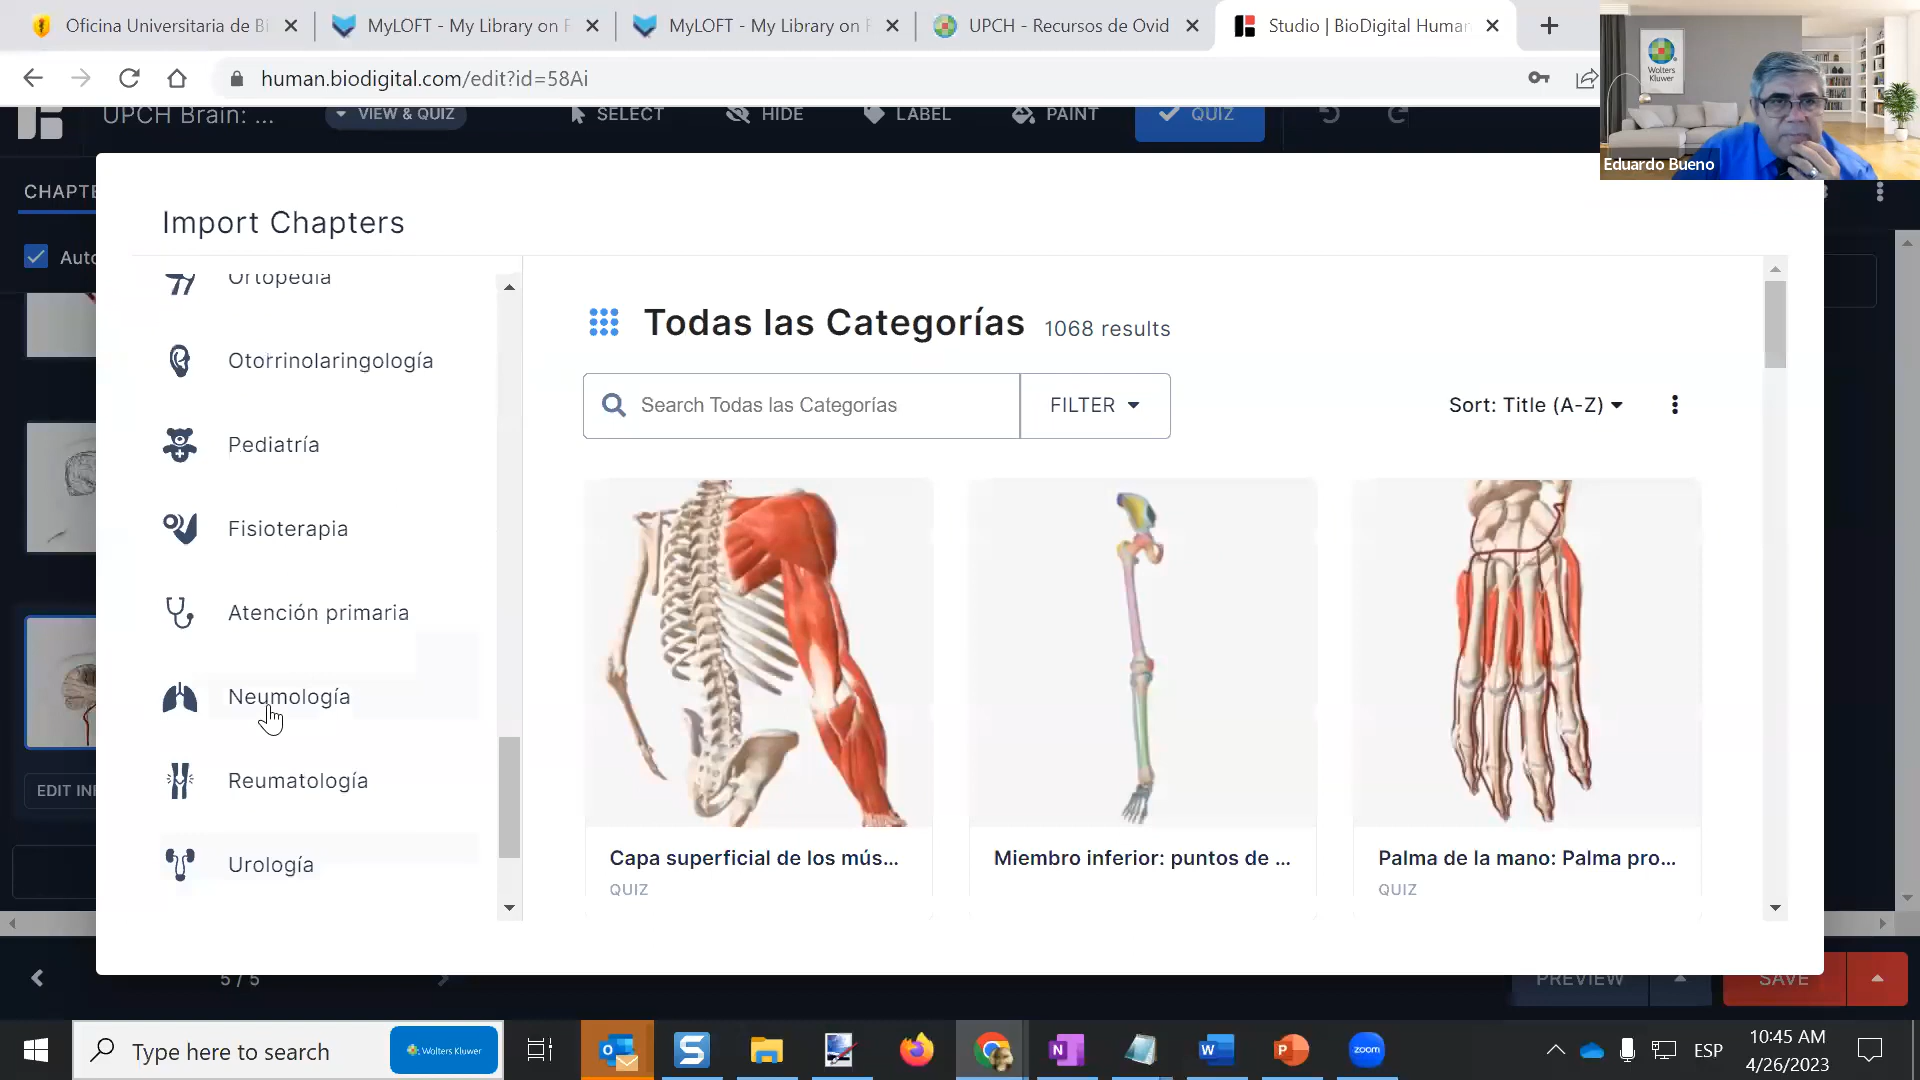 Oficina Universitaria de Bi
MyLOFT - My Library on F
MyLOFT - My Library on F
UPCH - Recursos de Ovid
Studio | BioDigital Human
human.biodigital.com/edit?id=58Ai
Wolters
Kluwer
Eduardo Bueno
UPCH Brain: ...
VIEW & QUIZ
SELECT
HIDE
LABEL
PAINT
QUIZ
CHAPTE
Auto
Import Chapters
Ortopedia
Otorrinolaringología
Pediatría
Fisioterapia
Atención primaria
Neumología
Reumatología
Urología
Todas las Categorías 1068 results
Search Todas las Categorías
FILTER
Sort: Title (A-Z)
Capa superficial de los mús...
QUIZ
Miembro inferior: puntos de ...
Palma de la mano: Palma pro...
QUIZ
EDIT IN
5 / 5
PREVIEW
SAVE
Type here to search
Wolters Kluwer
zoom
ESP
10:45 AM
4/26/2023